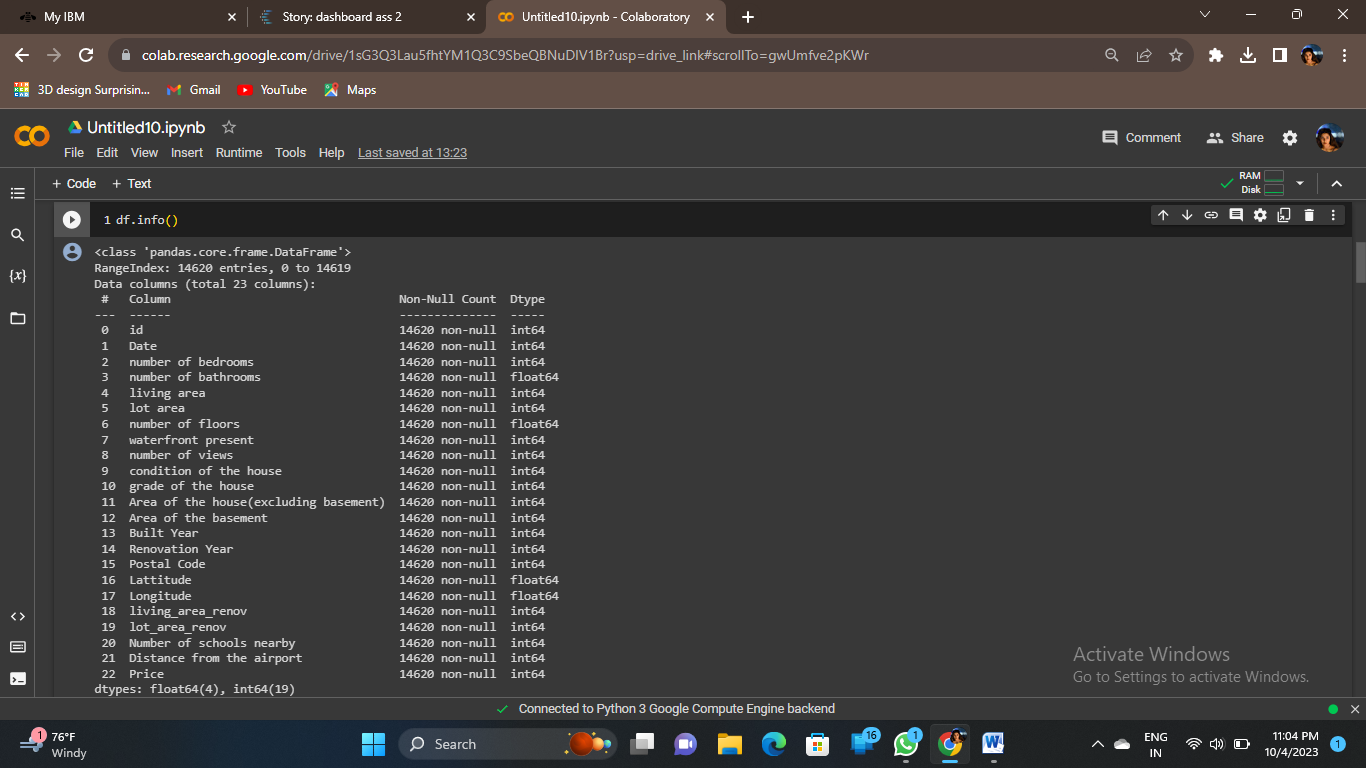 My IBM
Story: dashboard ass 2
Untitled10.ipynb - Colaboratory
colab.research.google.com/drive/1sG3Q3Lau5fhtYM1Q3C9SbeQBNuDlV1Br?usp=drive_link#scrollTo=gwUmfve2pKWr
3D design Surprisin...
Gmail
YouTube
Maps
Untitled10.ipynb
Comment
Share
File Edit View Insert Runtime Tools Help Last saved at 13:23
+ Code + Text
RAM
Disk
1 df.info()
{x}
<class 'pandas.core.frame.DataFrame'>
RangeIndex: 14620 entries, 0 to 14619
Data columns (total 23 columns):
# Column Non-Null Count Dtype
--- ------ -------------- -----
0 id 14620 non-null int64
1 Date 14620 non-null int64
2 number of bedrooms 14620 non-null int64
3 number of bathrooms 14620 non-null float64
4 living area 14620 non-null int64
5 lot area 14620 non-null int64
6 number of floors 14620 non-null float64
7 waterfront present 14620 non-null int64
8 number of views 14620 non-null int64
9 condition of the house 14620 non-null int64
10 grade of the house 14620 non-null int64
11 Area of the house(excluding basement) 14620 non-null int64
12 Area of the basement 14620 non-null int64
13 Built Year 14620 non-null int64
14 Renovation Year 14620 non-null int64
15 Postal Code 14620 non-null int64
16 Lattitude 14620 non-null float64
17 Longitude 14620 non-null float64
18 living_area_renov 14620 non-null int64
19 lot_area_renov 14620 non-null int64
20 Number of schools nearby 14620 non-null int64
21 Distance from the airport 14620 non-null int64
22 Price 14620 non-null int64
dtypes: float64(4), int64(19)
Activate Windows
Go to Settings to activate Windows.
Connected to Python 3 Google Compute Engine backend
1
76°F
Windy
Search
16
1
ENG
IN
11:04 PM
10/4/2023
1